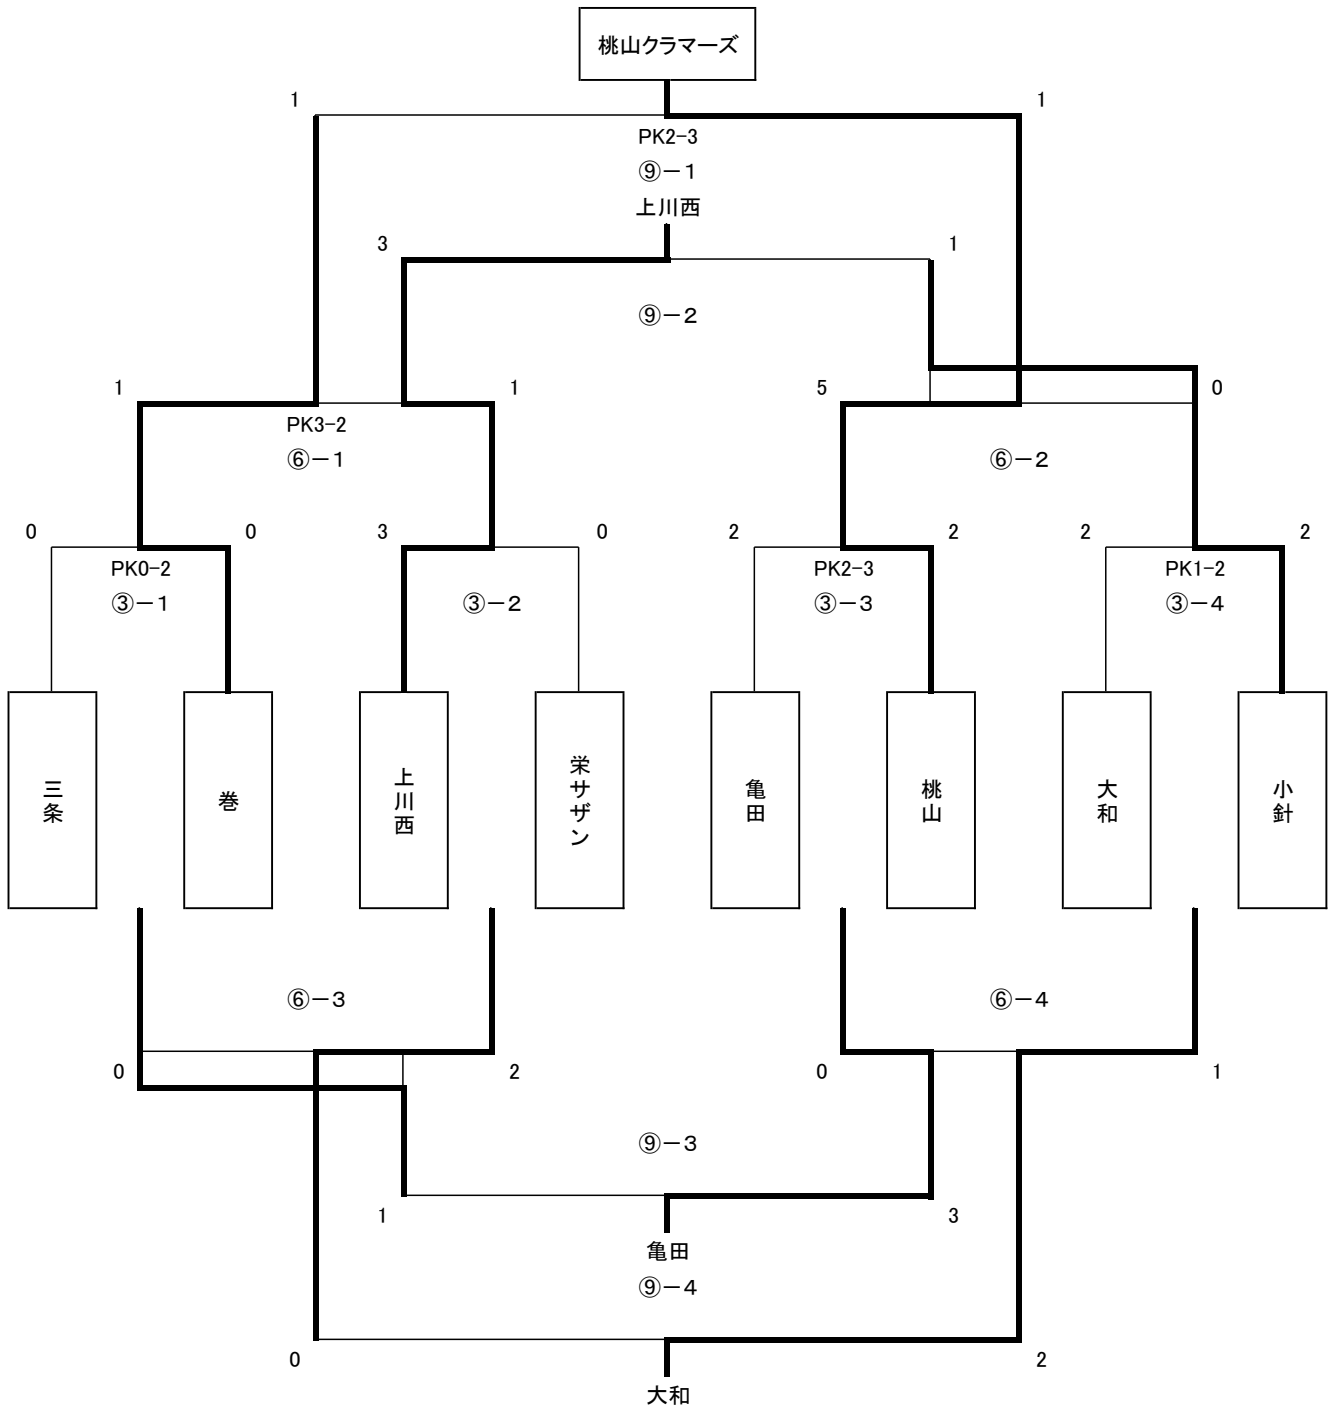 桃山クラマーズ
1 1
PK2-3
⑨－1
上川西
3 1
⑨－2
1 1 5 0
PK3-2
⑥－1 ⑥－2
0 0 3 0 2 2 2 2
PK0-2 PK2-3 PK1-2
③－1 ③－2 ③－3 ③－4
三条
巻
上川西
栄サザン
亀田
桃山
大和
小針
⑥－3 ⑥－4
0 2 0 1
⑨－3
1 3
亀田
⑨－4
0 2
大和